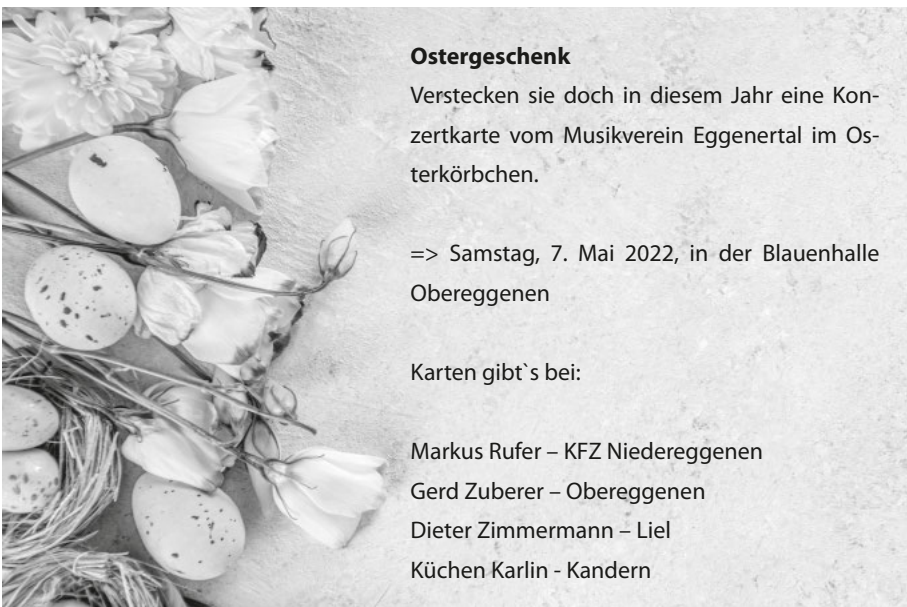 Ostergeschenk
Verstecken sie doch in diesem Jahr eine Kon-
zertkarte vom Musikverein Eggenertal im Os-
terkörbchen.
=> Samstag, 7. Mai 2022, in der Blauenhalle
Obereggenen
Karten gibt`s bei:
Markus Rufer – KFZ Niedereggenen
Gerd Zuberer – Obereggenen
Dieter Zimmermann – Liel
Küchen Karlin - Kandern